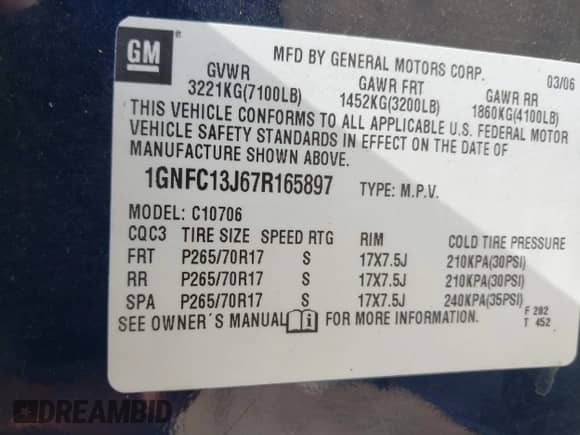 GM
MFD BY GENERAL MOTORS CORP. 03/06
GVWR GAWR FRT GAWR RR
3221KG(7100LB) 1452KG(3200LB) 1860KG(4100LB)
THIS VEHICLE CONFORMS TO ALL APPLICABLE U.S. FEDERAL MOTOR
VEHICLE SAFETY STANDARDS IN EFFECT ON THE DATE OF
MANUFACTURE SHOWN ABOVE.
1GNFC13J67R165897 TYPE: M.P.V.
MODEL: C10706
CQC3 TIRE SIZE SPEED RTG RIM COLD TIRE PRESSURE
FRT P265/70R17 S 17X7.5J 210KPA(30PSI)
RR P265/70R17 S 17X7.5J 210KPA(30PSI)
SPA P265/70R17 S 17X7.5J 240KPA(35PSI)
SEE OWNER´S MANUAL i FOR MORE INFORMATION.
F 282
T 452
DREAMBID